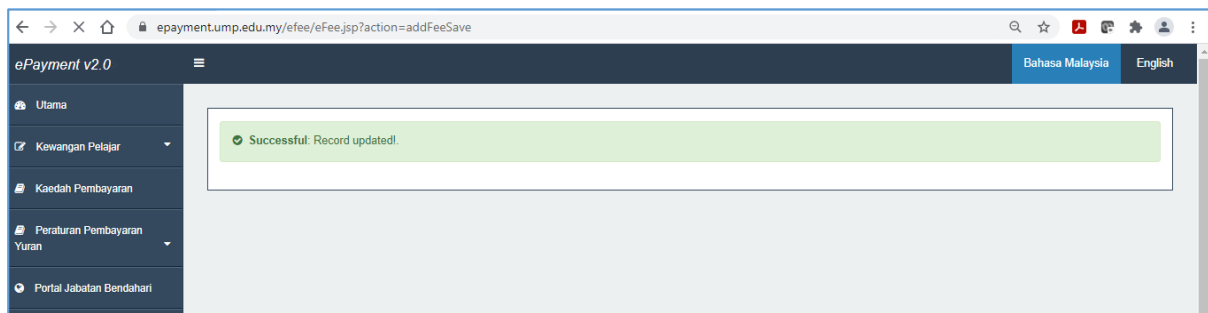 epayment.ump.edu.my/efee/eFee.jsp?action=addFeeSave
ePayment v2.0
Bahasa Malaysia English
Utama
Kewangan Pelajar
Kaedah Pembayaran
Peraturan Pembayaran
Yuran
Portal Jabatan Bendahari
Successful: Record updated!.